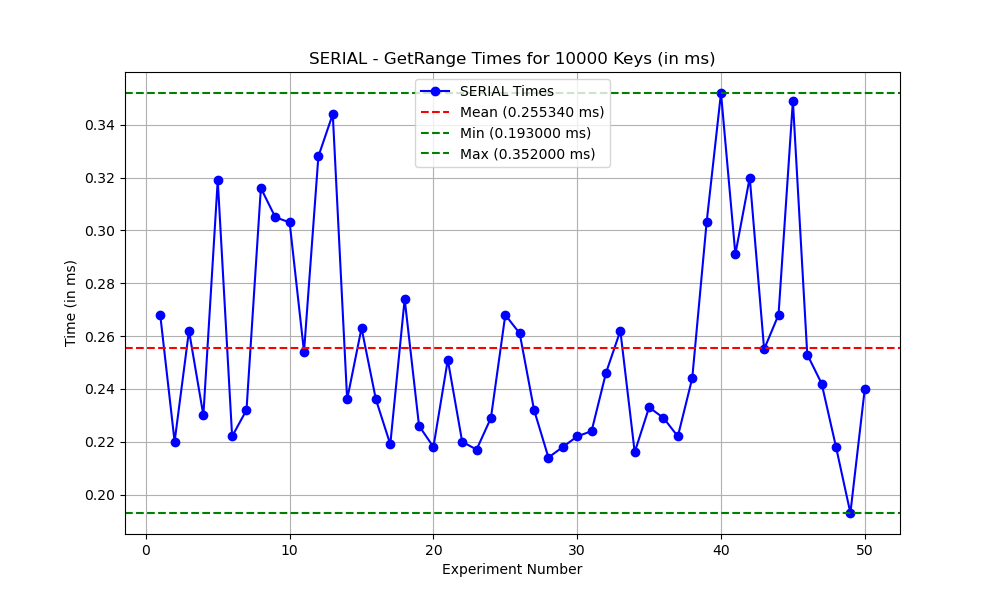 SERIAL - GetRange Times for 10000 Keys (in ms)
SERIAL Times
Mean (0.255340 ms)
Min (0.193000 ms)
Max (0.352000 ms)
Time (in ms)
0.34
0.32
0.30
0.28
0.26
0.24
0.22
0.20
0 10 20 30 40 50
Experiment Number